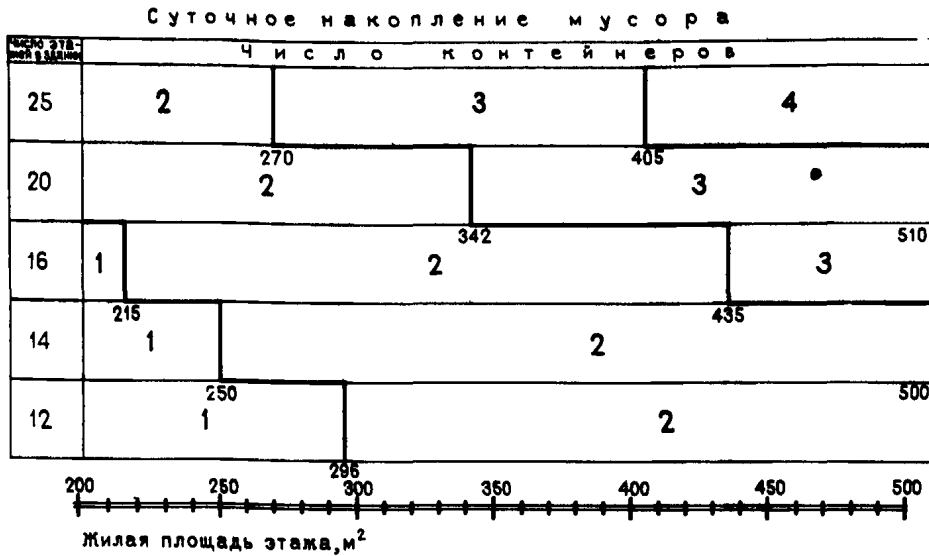 Суточное накопление мусора
Число эта-
жей в здании
Число контейнеров
25 2 3 4
270 405
20 2 3
342 510
16 1 2 3
215 435
14 1 2
250 500
12 1 2
296
200 250 300 350 400 450 500
Жилая площадь этажа, м²